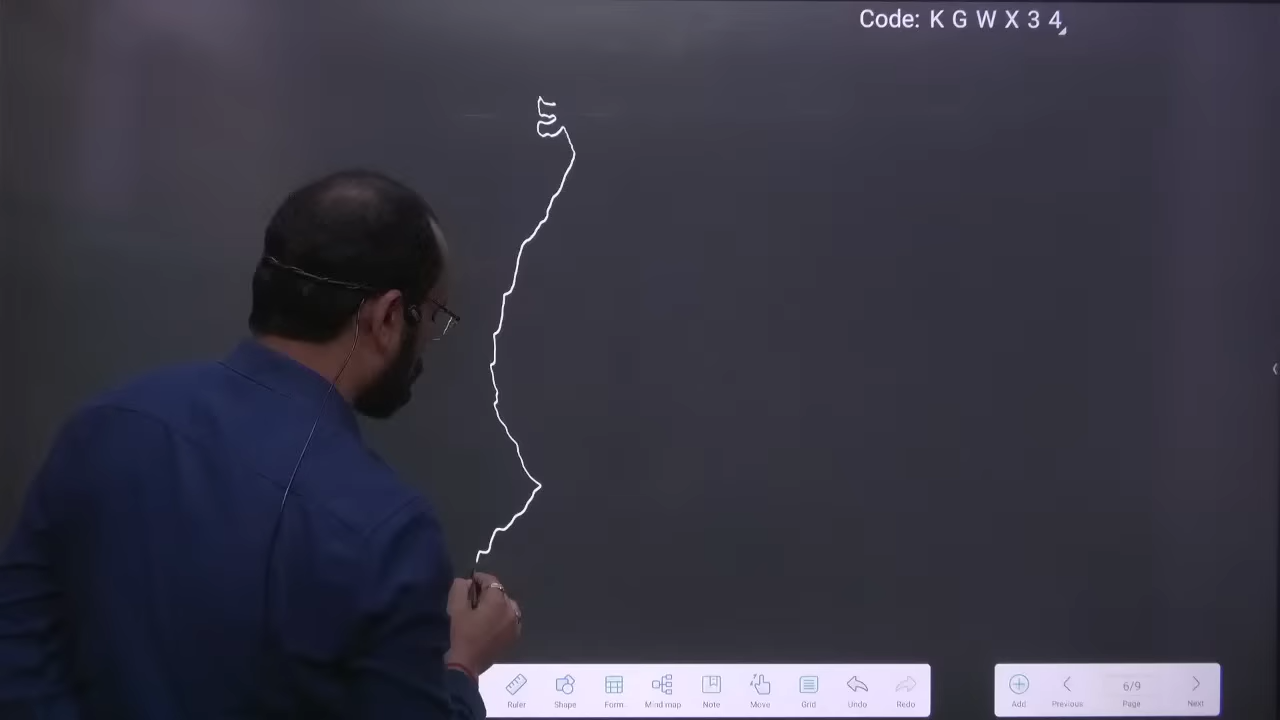 Code: K G W X 3 4
Ruler Shape Form Mind map Note Move Grid Undo Redo
6/9
Add Previous Page Next